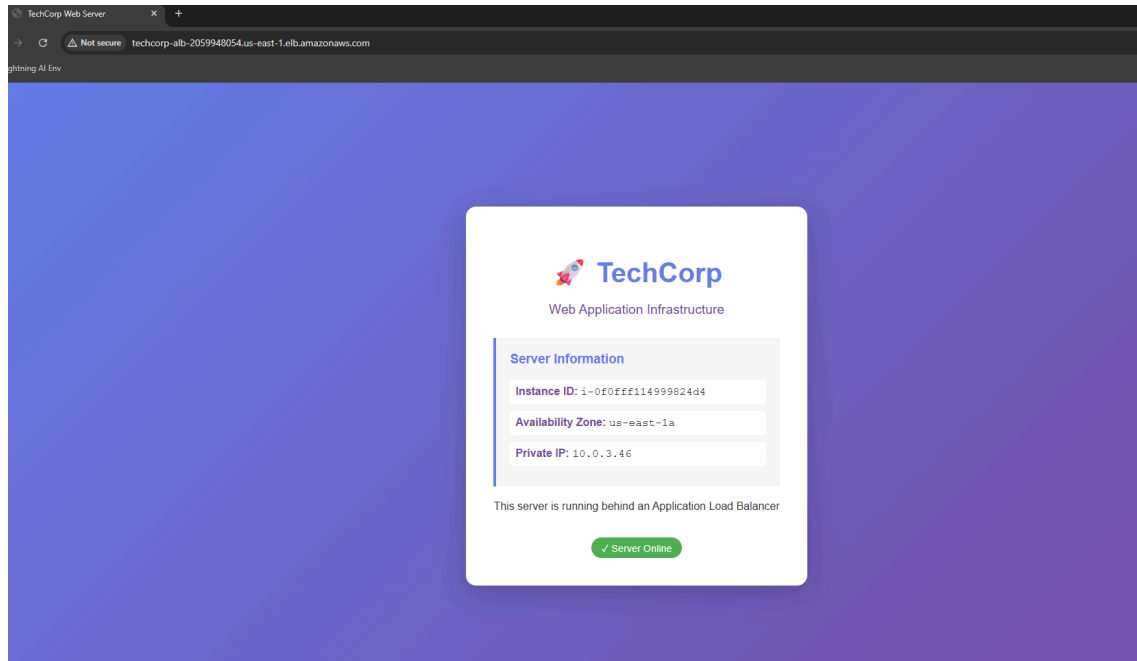 TechCorp Web Server
Not secure techcorp-alb-2059948054.us-east-1.elb.amazonaws.com
ghtning AI Env
TechCorp
Web Application Infrastructure
Server Information
Instance ID: i-0f0fff114999824d4
Availability Zone: us-east-1a
Private IP: 10.0.3.46
This server is running behind an Application Load Balancer
✓ Server Online